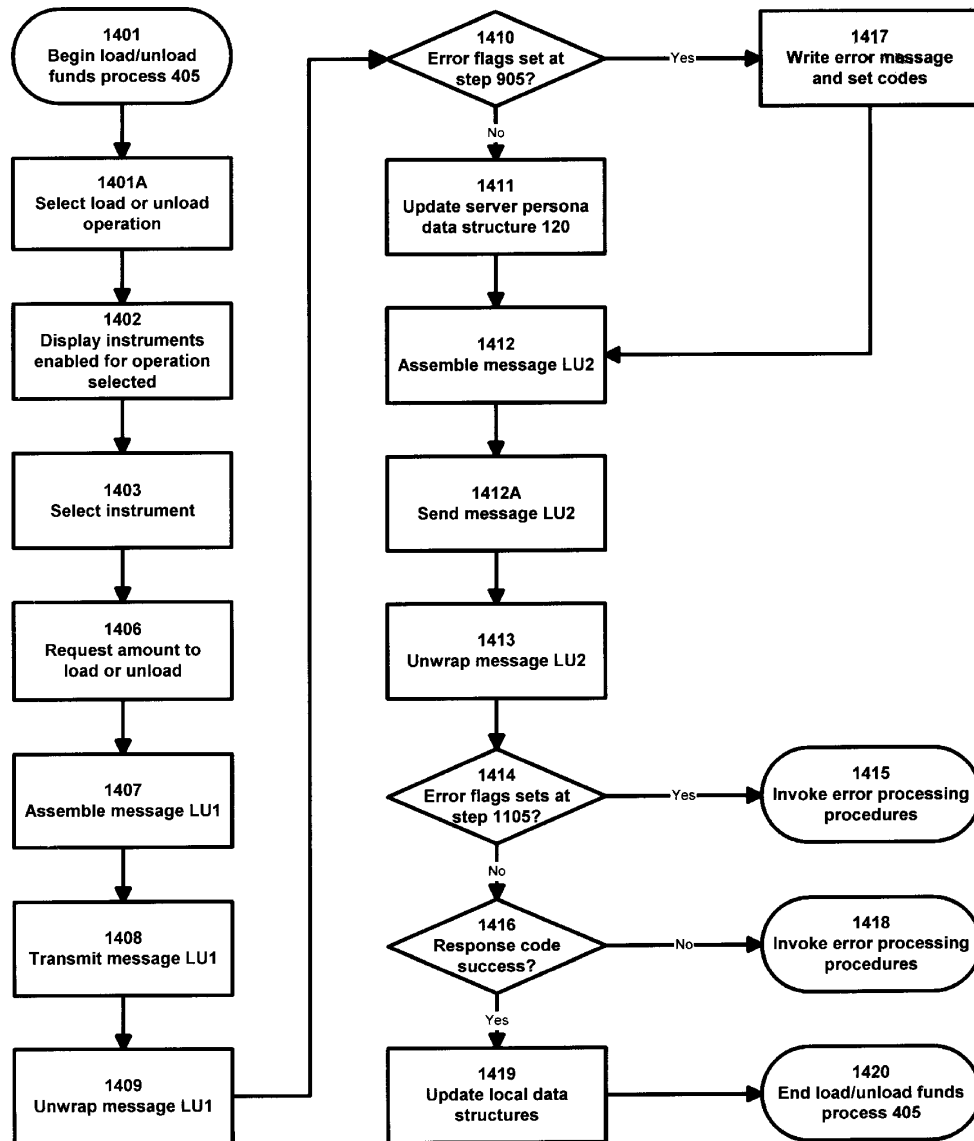 1401
Begin load/unload
funds process 405
1401A
Select load or unload
operation
1402
Display instruments
enabled for operation
selected
1403
Select instrument
1406
Request amount to
load or unload
1407
Assemble message LU1
1408
Transmit message LU1
1409
Unwrap message LU1
1410
Error flags set at
step 905?
Yes
No
1417
Write error message
and set codes
1411
Update server persona
data structure 120
1412
Assemble message LU2
1412A
Send message LU2
1413
Unwrap message LU2
1414
Error flags sets at
step 1105?
Yes
No
1415
Invoke error processing
procedures
1416
Response code
success?
No
Yes
1418
Invoke error processing
procedures
1419
Update local data
structures
1420
End load/unload funds
process 405